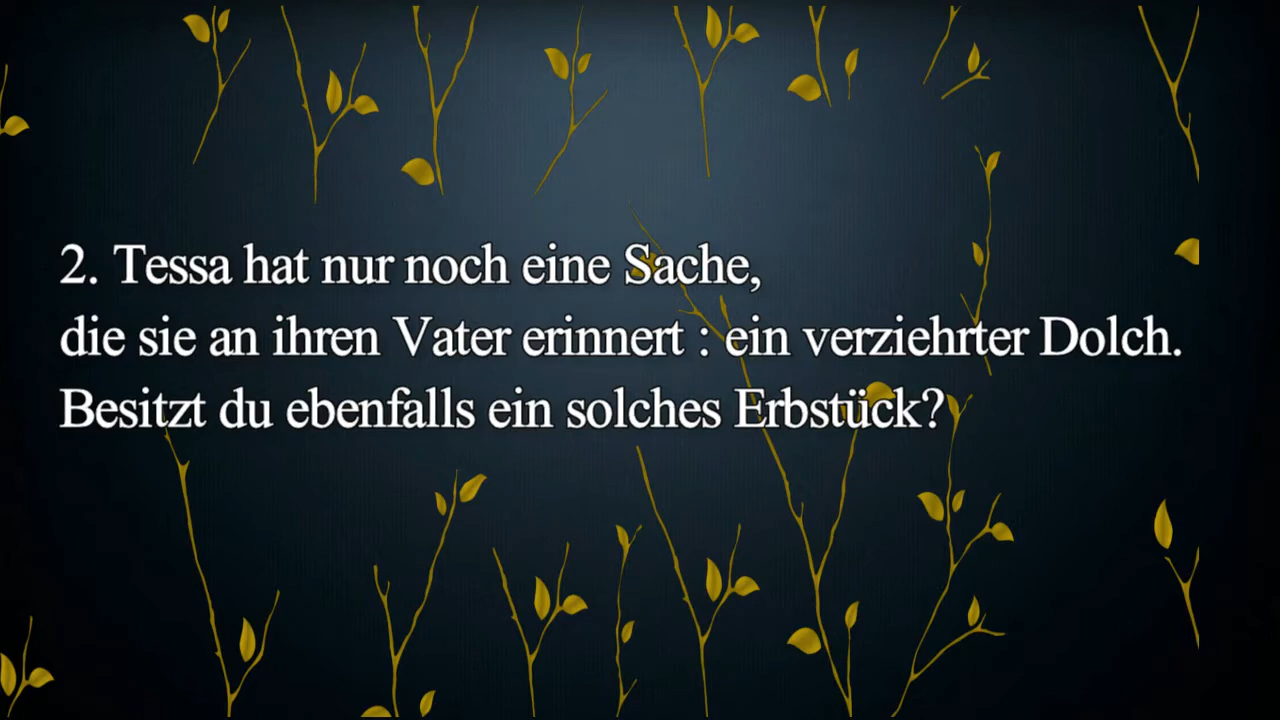 2. Tessa hat nur noch eine Sache,
die sie an ihren Vater erinnert : ein verziehrter Dolch.
Besitzt du ebenfalls ein solches Erbstück?